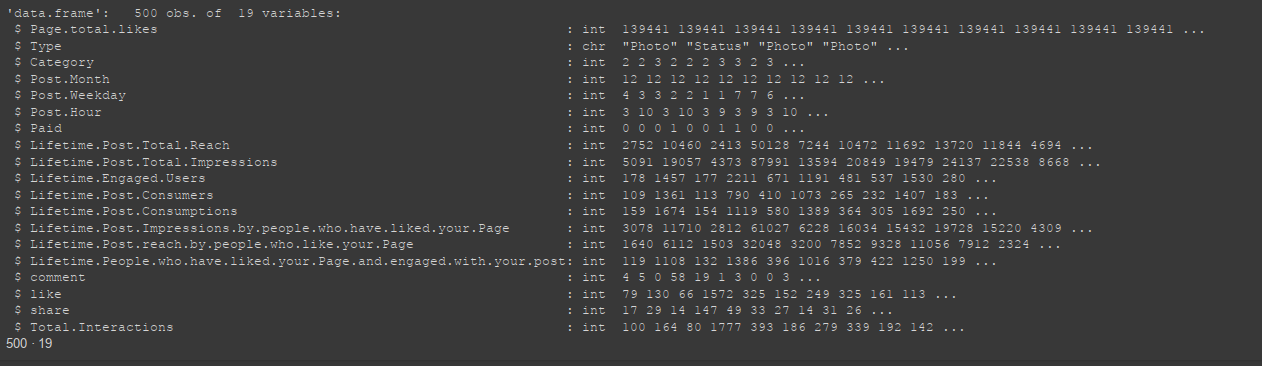 'data.frame':   500 obs. of  19 variables:
 $ Page.total.likes                                                   : int  139441 139441 139441 139441 139441 139441 139441 139441 139441 139441 ...
 $ Type                                                               : chr  "Photo" "Status" "Photo" "Photo" ...
 $ Category                                                           : int  2 2 3 2 2 2 3 3 2 3 ...
 $ Post.Month                                                         : int  12 12 12 12 12 12 12 12 12 12 ...
 $ Post.Weekday                                                       : int  4 3 3 2 2 1 1 7 7 6 ...
 $ Post.Hour                                                          : int  3 10 3 10 3 9 3 9 3 10 ...
 $ Paid                                                               : int  0 0 0 1 0 0 1 1 0 0 ...
 $ Lifetime.Post.Total.Reach                                          : int  2752 10460 2413 50128 7244 10472 11692 13720 11844 4694 ...
 $ Lifetime.Post.Total.Impressions                                    : int  5091 19057 4373 87991 13594 20849 19479 24137 22538 8668 ...
 $ Lifetime.Engaged.Users                                             : int  178 1457 177 2211 671 1191 481 537 1530 280 ...
 $ Lifetime.Post.Consumers                                            : int  109 1361 113 790 410 1073 265 232 1407 183 ...
 $ Lifetime.Post.Consumptions                                         : int  159 1674 154 1119 580 1389 364 305 1692 250 ...
 $ Lifetime.Post.Impressions.by.people.who.have.liked.your.Page       : int  3078 11710 2812 61027 6228 16034 15432 19728 15220 4309 ...
 $ Lifetime.Post.reach.by.people.who.like.your.Page                   : int  1640 6112 1503 32048 3200 7852 9328 11056 7912 2324 ...
 $ Lifetime.People.who.have.liked.your.Page.and.engaged.with.your.post: int  119 1108 132 1386 396 1016 379 422 1250 199 ...
 $ comment                                                            : int  4 5 0 58 19 1 3 0 0 3 ...
 $ like                                                               : int  79 130 66 1572 325 152 249 325 161 113 ...
 $ share                                                              : int  17 29 14 147 49 33 27 14 31 26 ...
 $ Total.Interactions                                                 : int  100 164 80 1777 393 186 279 339 192 142 ...
500 · 19